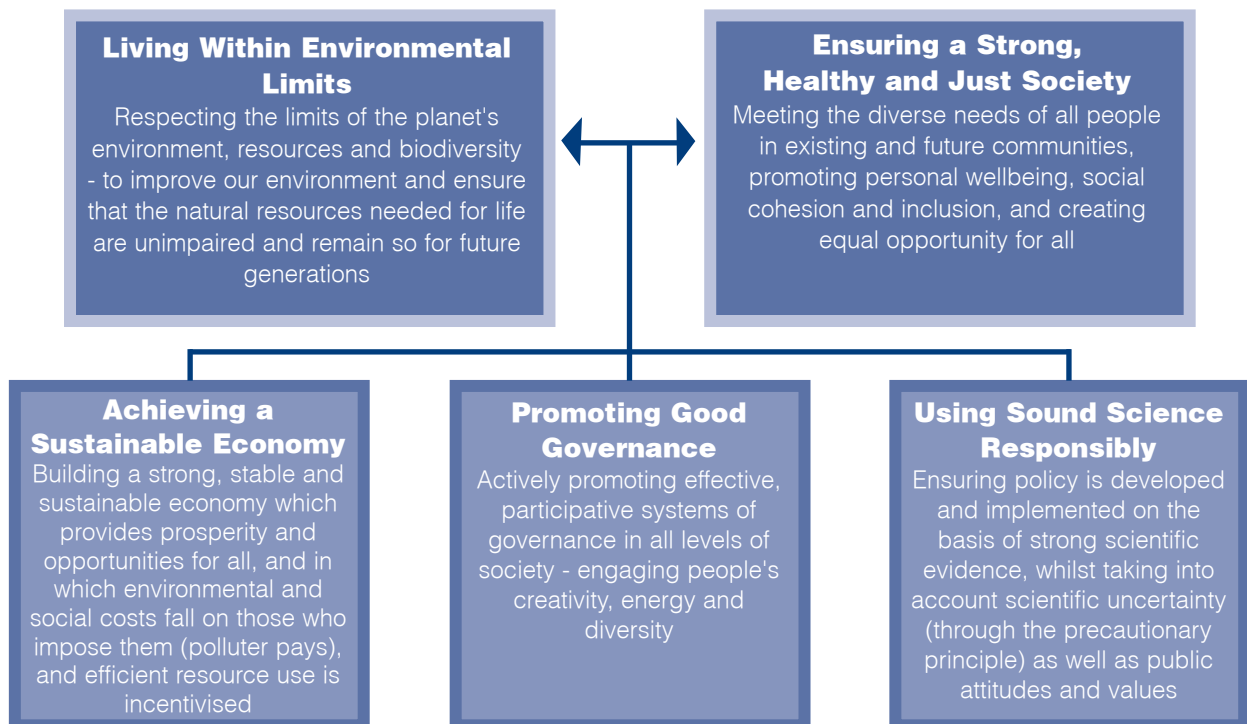 Living Within Environmental
Limits
Respecting the limits of the planet's
environment, resources and biodiversity
- to improve our environment and ensure
that the natural resources needed for life
are unimpaired and remain so for future
generations
Ensuring a Strong,
Healthy and Just Society
Meeting the diverse needs of all people
in existing and future communities,
promoting personal wellbeing, social
cohesion and inclusion, and creating
equal opportunity for all
Achieving a
Sustainable Economy
Building a strong, stable and
sustainable economy which
provides prosperity and
opportunities for all, and in
which environmental and
social costs fall on those who
impose them (polluter pays),
and efficient resource use is
incentivised
Promoting Good
Governance
Actively promoting effective,
participative systems of
governance in all levels of
society - engaging people's
creativity, energy and
diversity
Using Sound Science
Responsibly
Ensuring policy is developed
and implemented on the
basis of strong scientific
evidence, whilst taking into
account scientific uncertainty
(through the precautionary
principle) as well as public
attitudes and values